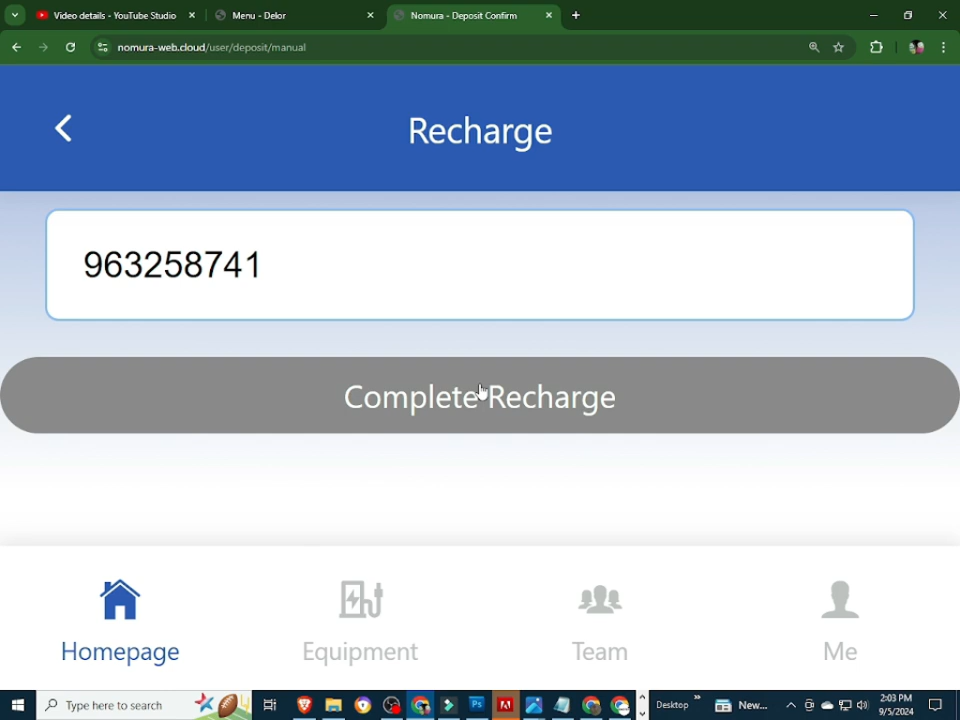 Video details - YouTube Studio
Menu - Delor
Nomura - Deposit Confirm
nomura-web.cloud/user/deposit/manual
Recharge
963258741
Complete Recharge
Homepage
Equipment
Team
Me
Type here to search
Desktop
New...
2:03 PM
9/5/2024